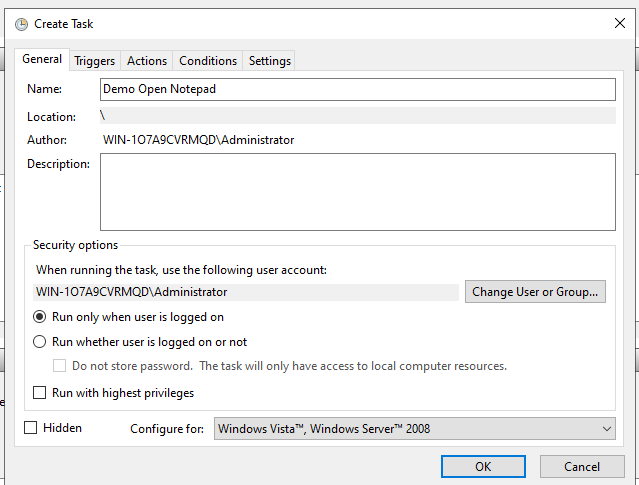 Create Task
General Triggers Actions Conditions Settings
Name: Demo Open Notepad
Location: \
Author: WIN-1O7A9CVRMQD\Administrator
Description:
Security options
When running the task, use the following user account:
WIN-1O7A9CVRMQD\Administrator Change User or Group...
Run only when user is logged on
Run whether user is logged on or not
Do not store password. The task will only have access to local computer resources.
Run with highest privileges
Hidden Configure for: Windows Vista™, Windows Server™ 2008
OK Cancel